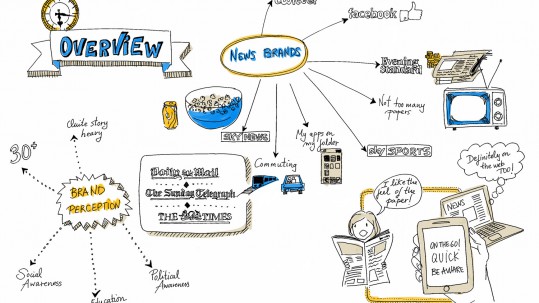 OVERVIEW
NEWS BRANDS
twitter
facebook
Evening
Standard
Not too many
papers
SKY SPORTS
My apps on
my folder
Commuting
SKY NEWS
Quite story
heavy
30+
BRAND
PERCEPTION
Social
Awareness
Education
Political
Awareness
Daily Mail
The Sunday Telegraph
THE TIMES
I like the
feel of the
paper!
Definitely on
the web
TOO!
NEWS
ON THE GO!
QUICK
BE AWARE